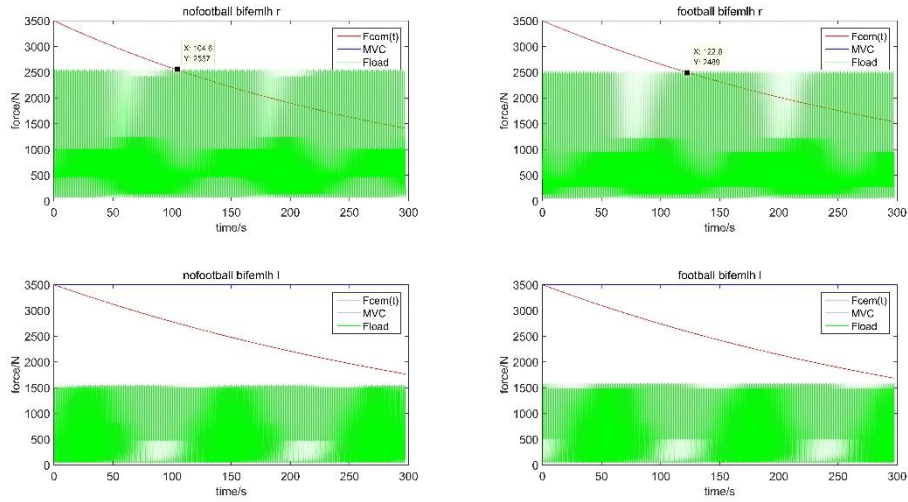 nofootball bifemlh r
3500
3000
2500
2000
1500
1000
500
0
force/N
X: 104.6
Y: 2557
Fcem(t)
MVC
Fload
0 50 100 150 200 250 300
time/s
football bifemlh r
3500
3000
2500
2000
1500
1000
500
0
force/N
X: 122.8
Y: 2489
Fcem(t)
MVC
Fload
0 50 100 150 200 250 300
time/s
nofootball bifemlh l
3500
3000
2500
2000
1500
1000
500
0
force/N
Fcem(t)
MVC
Fload
0 50 100 150 200 250 300
time/s
football bifemlh l
3500
3000
2500
2000
1500
1000
500
0
force/N
Fcem(t)
MVC
Fload
0 50 100 150 200 250 300
time/s